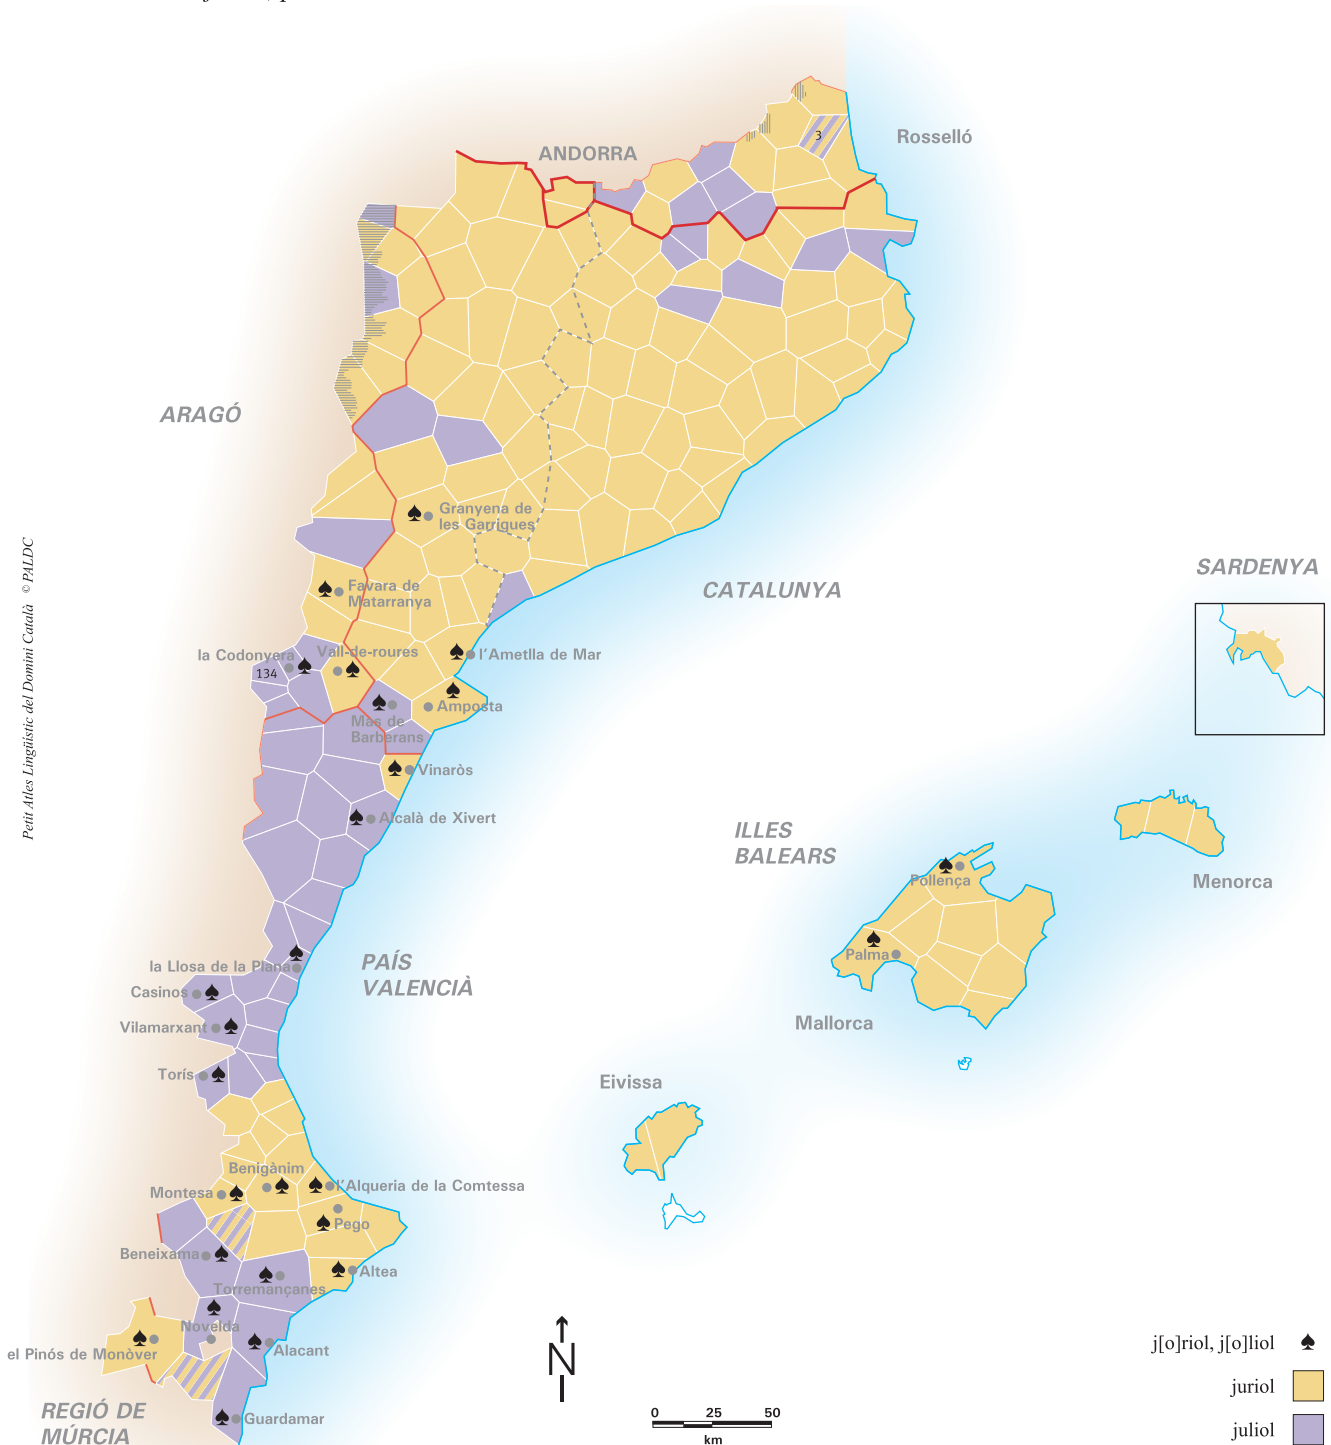 ANDORRA
3
Rosselló
ARAGÓ
Granyena de
les Garrigues
SARDENYA
Favara de
Matarranya
CATALUNYA
la Codonyera
Vall-de-roures
l'Ametlla de Mar
134
Mas de
Barberans
Amposta
Vinaròs
Alcalà de Xivert
ILLES
BALEARS
Pollença
Menorca
Palma
Mallorca
la Llosa de la Plana
PAÍS
VALENCIÀ
Casinos
Vilamarxant
Torís
Eivissa
Benigànim
Montesa
l'Alqueria de la Comtessa
Pego
Beneixama
Altea
Torremançanes
Novelda
Alacant
el Pinós de Monòver
Guardamar
REGIÓ DE
MÚRCIA
N
0 25 50
km
j[o]riol, j[o]liol
juriol
juliol
Petit Atles Lingüístic del Domini Català © PALDC